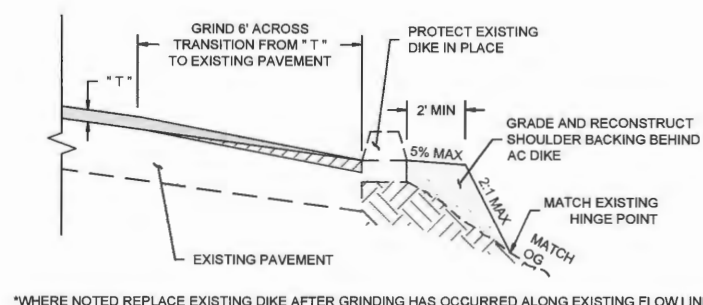 GRIND 6' ACROSS
TRANSITION FROM " T "
TO EXISTING PAVEMENT
PROTECT EXISTING
DIKE IN PLACE
" T "
2' MIN
GRADE AND RECONSTRUCT
SHOULDER BACKING BEHIND
AC DIKE
5% MAX
2:1 MAX
MATCH EXISTING
HINGE POINT
MATCH
OG
EXISTING PAVEMENT
*WHERE NOTED REPLACE EXISTING DIKE AFTER GRINDING HAS OCCURRED ALONG EXISTING FLOW LINE